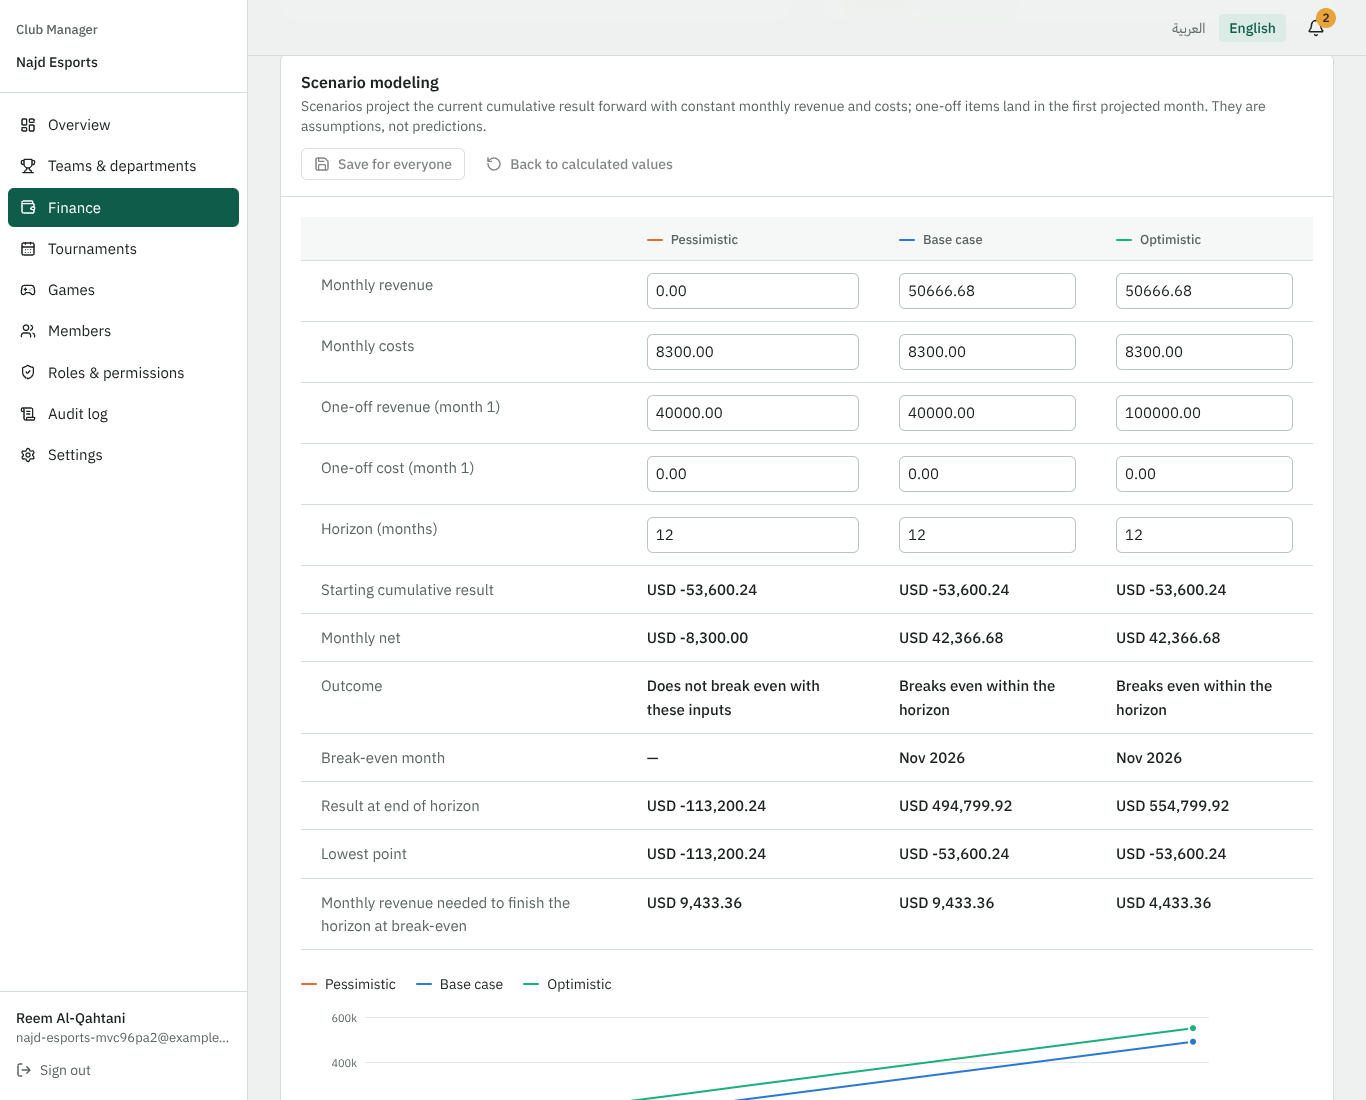 Club Manager
Najd Esports
Overview
Teams & departments
Finance
Tournaments
Games
Members
Roles & permissions
Audit log
Settings
Reem Al-Qahtani
najd-esports-mvc96pa2@example...
Sign out
العربية
English
2
Scenario modeling
Scenarios project the current cumulative result forward with constant monthly revenue and costs; one-off items land in the first projected month. They are
assumptions, not predictions.
Save for everyone
Back to calculated values
Pessimistic Base case Optimistic
Monthly revenue 0.00 50666.68 50666.68
Monthly costs 8300.00 8300.00 8300.00
One-off revenue (month 1) 40000.00 40000.00 100000.00
One-off cost (month 1) 0.00 0.00 0.00
Horizon (months) 12 12 12
Starting cumulative result USD -53,600.24 USD -53,600.24 USD -53,600.24
Monthly net USD -8,300.00 USD 42,366.68 USD 42,366.68
Outcome Does not break even with Breaks even within the Breaks even within the
these inputs horizon horizon
Break-even month — Nov 2026 Nov 2026
Result at end of horizon USD -113,200.24 USD 494,799.92 USD 554,799.92
Lowest point USD -113,200.24 USD -53,600.24 USD -53,600.24
Monthly revenue needed to finish the USD 9,433.36 USD 9,433.36 USD 4,433.36
horizon at break-even
Pessimistic Base case Optimistic
600k
400k